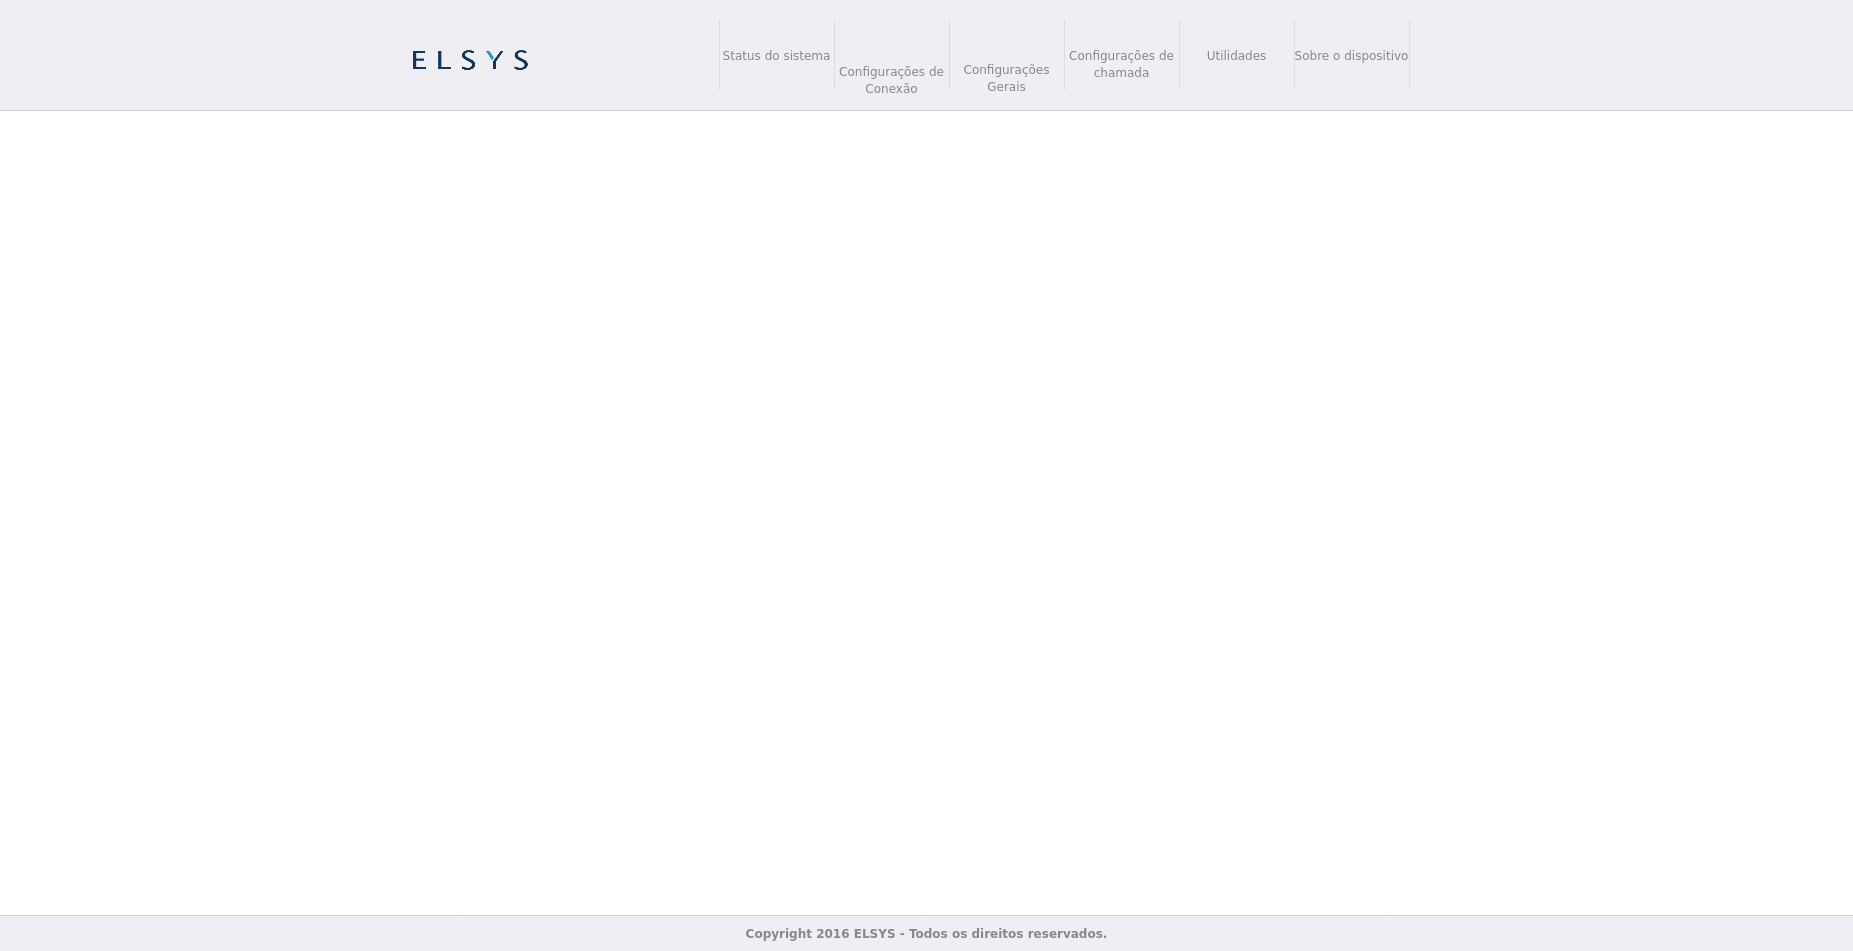 ELSYS
Status do sistema
Configurações de
Conexão
Configurações
Gerais
Configurações de
chamada
Utilidades
Sobre o dispositivo
Copyright 2016 ELSYS - Todos os direitos reservados.